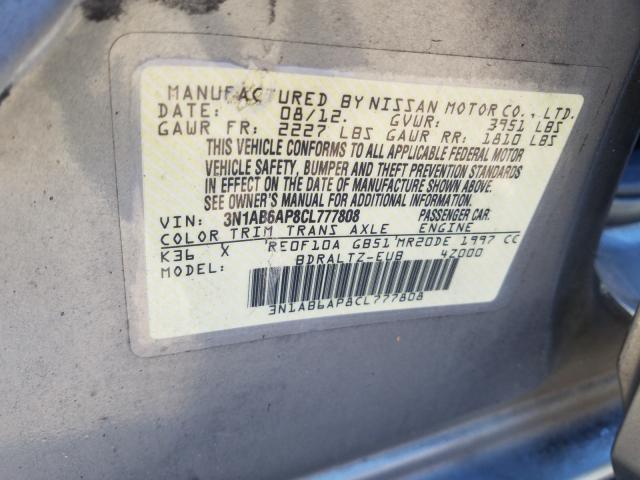 MANUFACTURED BY NISSAN MOTOR CO., LTD.
DATE: 08/12. GVWR: 3951 LBS
GAWR FR: 2227 LBS GAWR RR: 1810 LBS
THIS VEHICLE CONFORMS TO ALL APPLICABLE FEDERAL MOTOR
VEHICLE SAFETY, BUMPER AND THEFT PREVENTION STANDARDS
IN EFFECT ON THE DATE OF MANUFACTURE SHOWN ABOVE.
SEE OWNER'S MANUAL FOR ADDITIONAL INFORMATION.
VIN: 3N1AB6AP8CL777808 PASSENGER CAR.
COLOR TRIM TRANS AXLE ENGINE
K36 X RE0F10A GB51 MR20DE 1997 CC
MODEL: BDRALTZ-EUB 4Z000
3N1AB6AP8CL777808